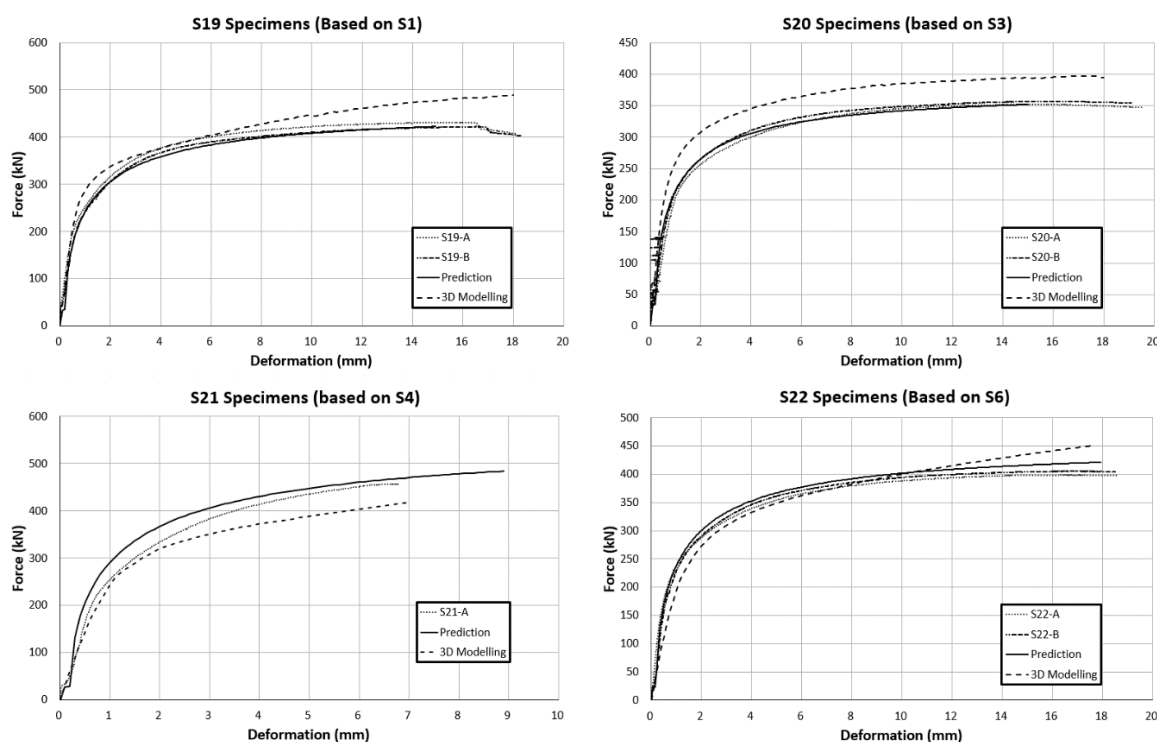 S19 Specimens (Based on S1)
600
500
400
300
200
100
0
Force (kN)
0 2 4 6 8 10 12 14 16 18 20
Deformation (mm)
S19-A
S19-B
Prediction
3D Modelling
S20 Specimens (based on S3)
450
400
350
300
250
200
150
100
50
0
Force (kN)
0 2 4 6 8 10 12 14 16 18 20
Deformation (mm)
S20-A
S20-B
Prediction
3D Modelling
S21 Specimens (based on S4)
600
500
400
300
200
100
0
Force (kN)
0 1 2 3 4 5 6 7 8 9 10
Deformation (mm)
S21-A
Prediction
3D Modelling
S22 Specimens (Based on S6)
500
450
400
350
300
250
200
150
100
50
0
Force (kN)
0 2 4 6 8 10 12 14 16 18 20
Deformation (mm)
S22-A
S22-B
Prediction
3D Modelling